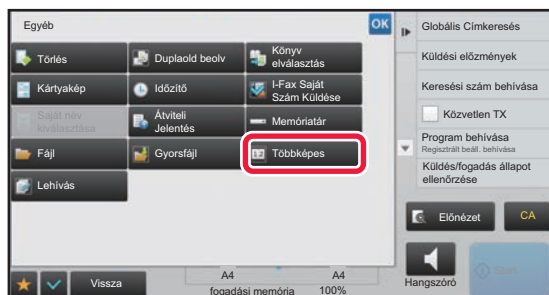 Egyéb
OK
Törlés
Duplaold beolv
Könyv
elválasztás
Kártyakép
Időzítő
I-Fax Saját
Szám Küldése
Saját név
kiválasztása
Átviteli
Jelentés
Memóriatár
Fájl
Gyorsfájl
Többképes
Lehívás
Vissza
A4
A4
fogadási memória
100%
Globális Címkeresés
Küldési előzmények
Keresési szám behívása
Közvetlen TX
Program behívása
Regisztrált beáll. behívása
Küldés/fogadás állapot
ellenőrzése
Előnézet
CA
Hangszóró
Start